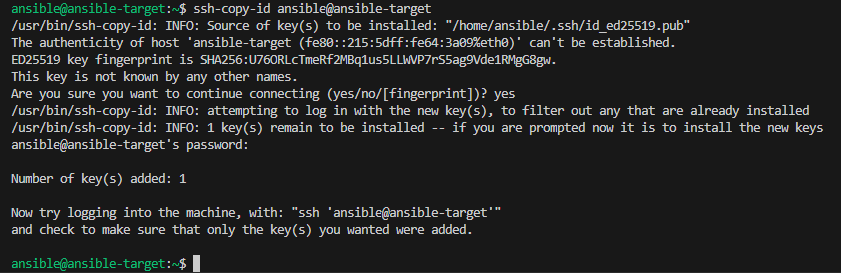 ansible@ansible-target:~$ ssh-copy-id ansible@ansible-target
/usr/bin/ssh-copy-id: INFO: Source of key(s) to be installed: "/home/ansible/.ssh/id_ed25519.pub"
The authenticity of host 'ansible-target (fe80::215:5dff:fe64:3a09%eth0)' can't be established.
ED25519 key fingerprint is SHA256:U76ORLcTmeRf2MBq1us5LLWVP7rS5ag9Vde1RMgG8gw.
This key is not known by any other names.
Are you sure you want to continue connecting (yes/no/[fingerprint])? yes
/usr/bin/ssh-copy-id: INFO: attempting to log in with the new key(s), to filter out any that are already installed
/usr/bin/ssh-copy-id: INFO: 1 key(s) remain to be installed -- if you are prompted now it is to install the new keys
ansible@ansible-target's password:
Number of key(s) added: 1
Now try logging into the machine, with: "ssh 'ansible@ansible-target'"
and check to make sure that only the key(s) you wanted were added.
ansible@ansible-target:~$